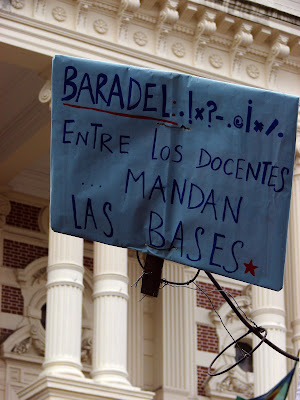 BARADEL:.!*?-.@¡*/.
ENTRE LOS DOCENTES
... MANDAN
LAS BASES.★